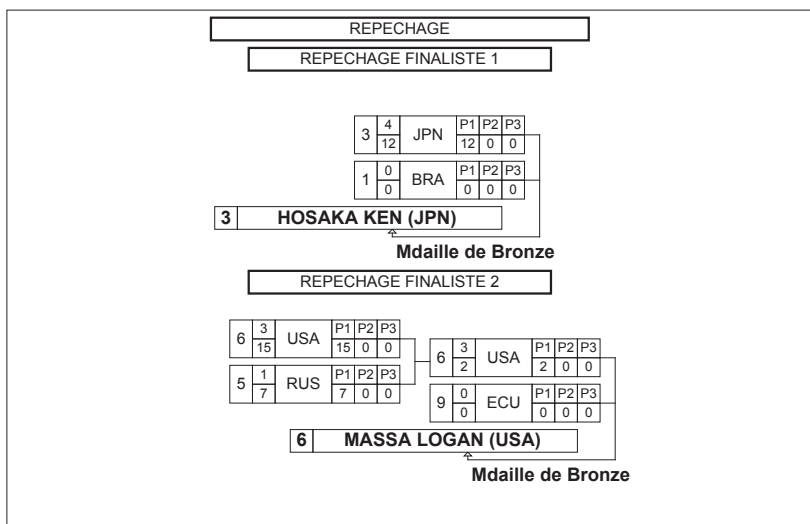 REPECHAGE
REPECHAGE FINALISTE 1
3 4 JPN P1 P2 P3
12 12 0 0
1 0 BRA P1 P2 P3
0 0 0 0
3 HOSAKA KEN (JPN)
Mdaille de Bronze
REPECHAGE FINALISTE 2
6 3 USA P1 P2 P3
15 15 0 0
5 1 RUS P1 P2 P3
7 7 0 0
6 3 USA P1 P2 P3
2 2 0 0
9 0 ECU P1 P2 P3
0 0 0 0
6 MASSA LOGAN (USA)
Mdaille de Bronze